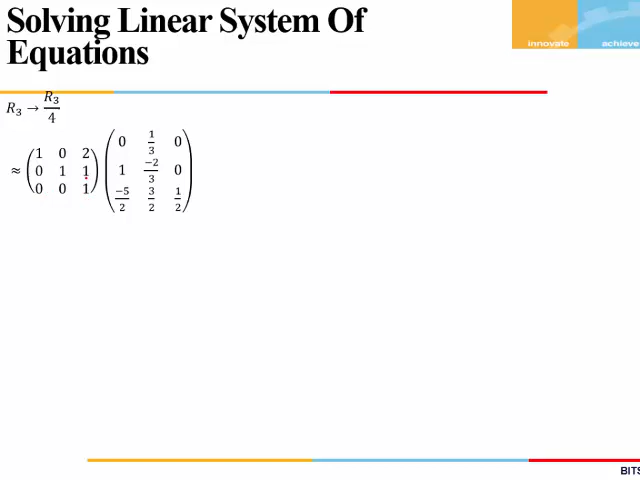 Solving Linear System Of
Equations
innovate achieve
R₃ → R₃/4
≈ (1 0 2; 0 1 1; 0 0 1) (0 1/3 0; 1 −2/3 0; −5/2 3/2 1/2)
BITS